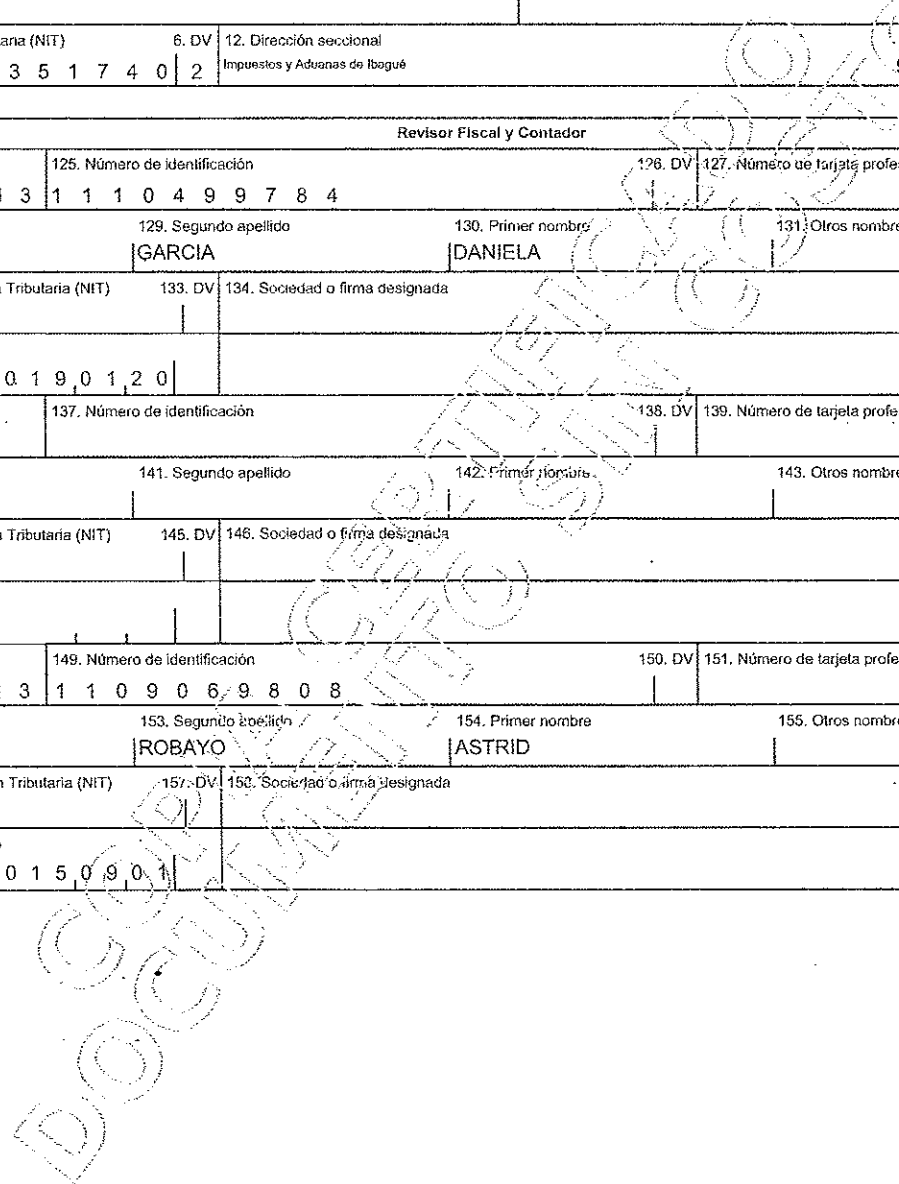 aria (NIT) 6. DV 12. Dirección seccional
3 5 1 7 4 0 2 Impuestos y Aduanas de Ibagué
Revisor Fiscal y Contador
125. Número de identificación 126. DV 127. Número de tarjeta profe
3 1 1 1 0 4 9 9 7 8 4
129. Segundo apellido 130. Primer nombre 131. Otros nombre
GARCIA DANIELA
Tributaria (NIT) 133. DV 134. Sociedad o firma designada
0 1 9 0 1 2 0
137. Número de identificación 138. DV 139. Número de tarjeta profe
141. Segundo apellido 142. Primer nombre 143. Otros nombre
Tributaria (NIT) 145. DV 146. Sociedad o firma designada
149. Número de identificación 150. DV 151. Número de tarjeta profe
3 1 1 0 9 0 6 9 8 0 8
153. Segundo apellido 154. Primer nombre 155. Otros nombre
ROBAYO ASTRID
n Tributaria (NIT) 157. DV 158. Sociedad o firma designada
0 1 5 0 9 0 1
COPIA CERTIFICADO
DOCUMENTO SIN COSTO